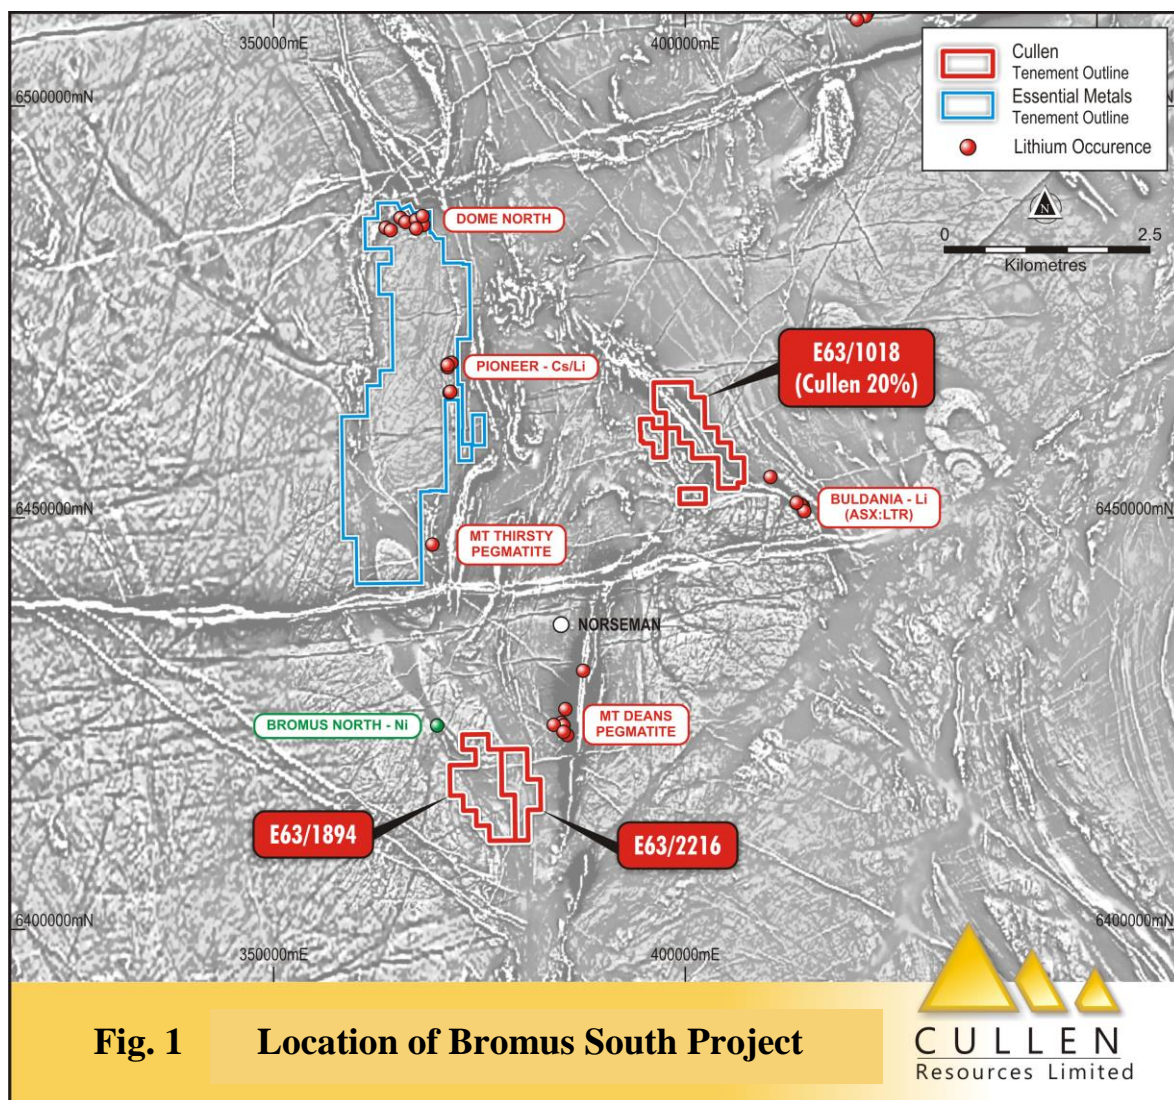 350000mE
400000mE
6500000mN
Cullen
Tenement Outline
Essential Metals
Tenement Outline
Lithium Occurence
N
0
2.5
Kilometres
DOME NORTH
PIONEER - Cs/Li
E63/1018
(Cullen 20%)
BULDANIA - Li
(ASX:LTR)
6450000mN
6450000mN
MT THIRSTY
PEGMATITE
NORSEMAN
BROMUS NORTH - Ni
MT DEANS
PEGMATITE
E63/1894
E63/2216
6400000mN
6400000mN
350000mE
400000mE
Fig. 1 Location of Bromus South Project
CULLEN
Resources Limited